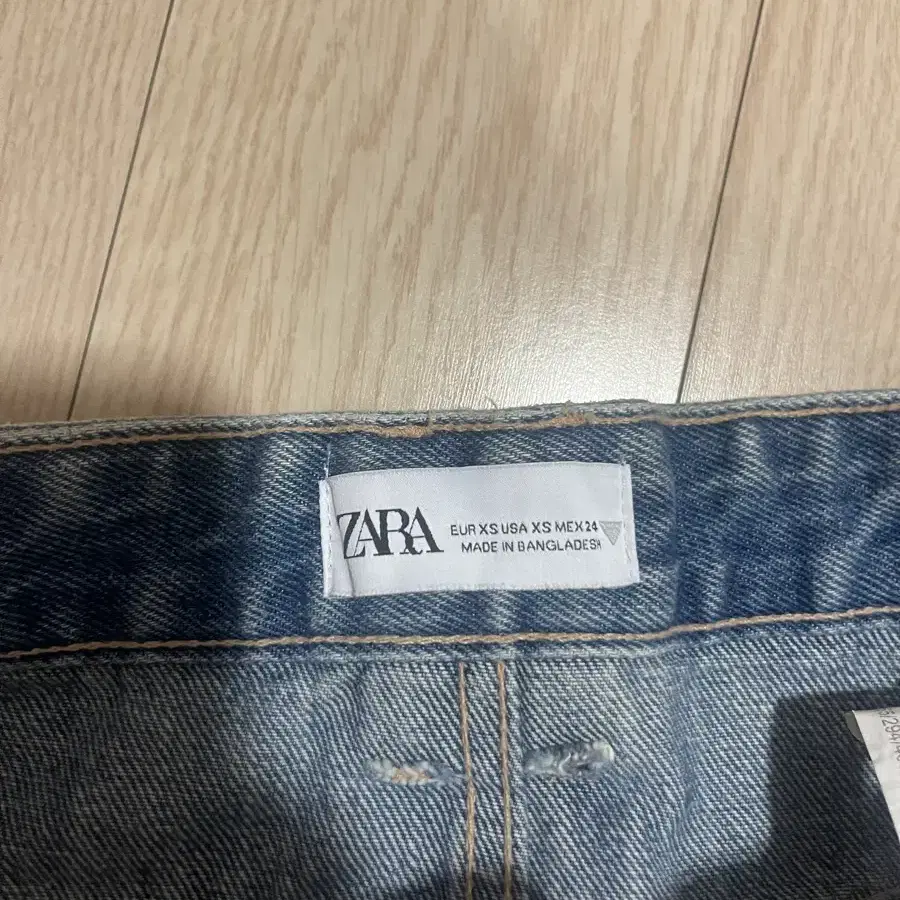 ZARA
EUR XS USA XS MEX 24
MADE IN BANGLADESH